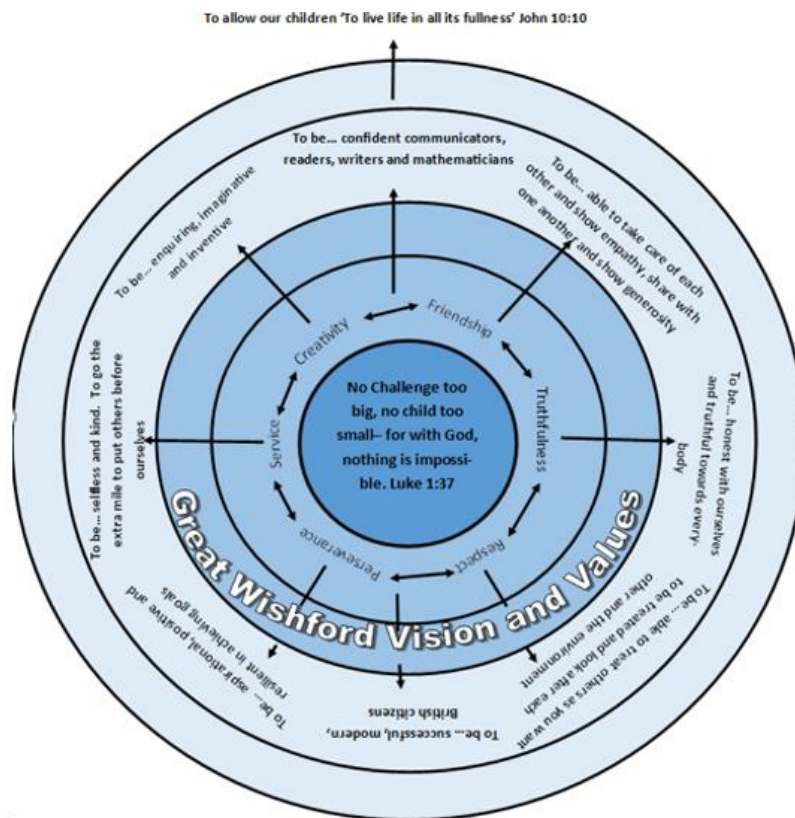 To allow our children ‘To live life in all its fullness’ John 10:10
To be... confident communicators,
readers, writers and mathematicians
To be... able to take care of each
other and show empathy, share with
one another and show generosity
To be... honest with ourselves
and truthful towards every-
body
To be... able to treat others as you want
to be treated and look after each
other and the environment
To be... successful, modern,
British citizens
To be ... aspirational, positive and
resilient in achieving goals
To be... selfless and kind. To go the
extra mile to put others before
ourselves
To be... enquiring, imaginative
and inventive
Creativity
Friendship
Truthfulness
Respect
Perseverance
Service
No Challenge too
big, no child too
small– for with God,
nothing is impossi-
ble. Luke 1:37
Great Wishford Vision and Values